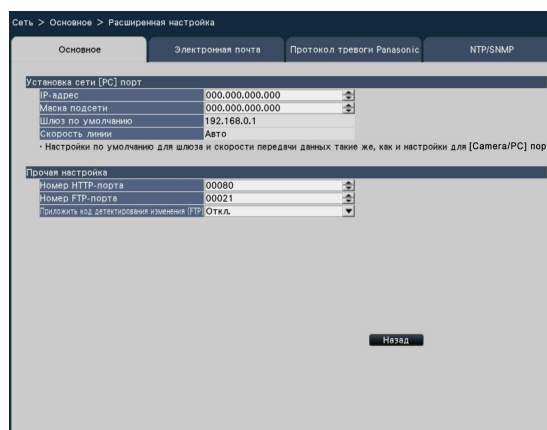 Сеть > Основное > Расширенная настройка
Основное Электронная почта Протокол тревоги Panasonic NTP/SNMP
Установка сети [PC] порт
IP-адрес 000.000.000.000
Маска подсети 000.000.000.000
Шлюз по умолчанию 192.168.0.1
Скорость линии Авто
・Настройки по умолчанию для шлюза и скорости передачи данных такие же, как и настройки для [Camera/PC] пор
Прочая настройка
Номер HTTP-порта 00080
Номер FTP-порта 00021
Приложить код детектирования изменения (FTP) Откл.
Назад